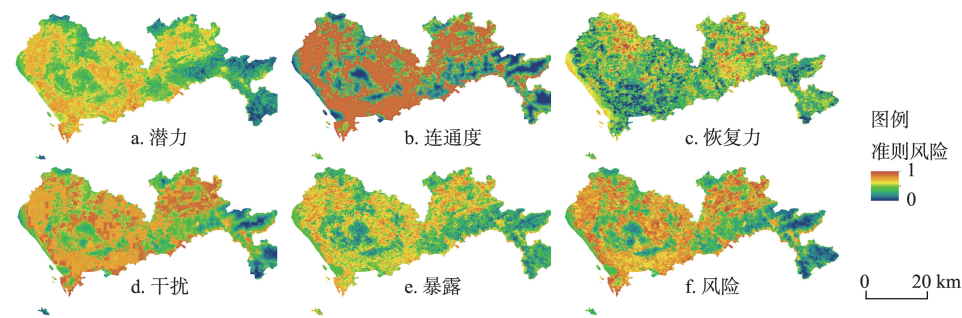 a. 潜力
b. 连通度
c. 恢复力
图例
准则风险
1
0
d. 干扰
e. 暴露
f. 风险
0 20 km